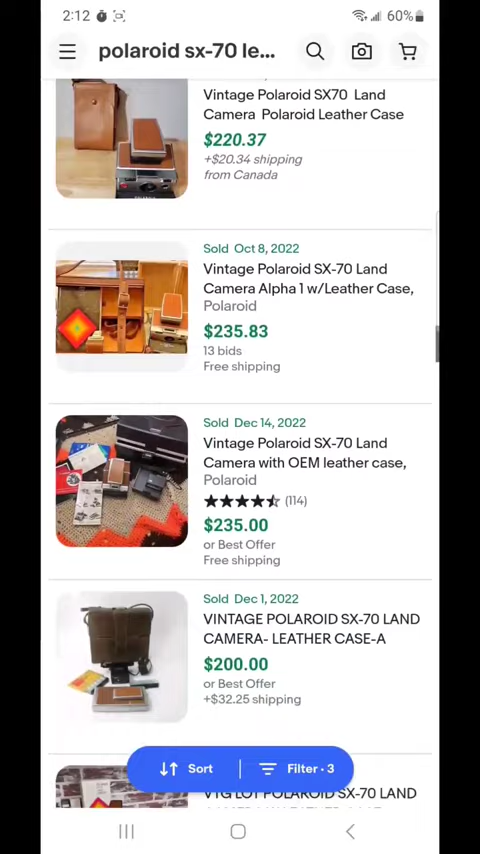 2:12
60%
polaroid sx-70 le...
Vintage Polaroid SX70 Land
Camera Polaroid Leather Case
$220.37
+$20.34 shipping
from Canada
Sold Oct 8, 2022
Vintage Polaroid SX-70 Land
Camera Alpha 1 w/Leather Case,
Polaroid
$235.83
13 bids
Free shipping
Sold Dec 14, 2022
Vintage Polaroid SX-70 Land
Camera with OEM leather case,
Polaroid
(114)
$235.00
or Best Offer
Free shipping
Sold Dec 1, 2022
VINTAGE POLAROID SX-70 LAND
CAMERA- LEATHER CASE-A
$200.00
or Best Offer
+$32.25 shipping
Sort
Filter • 3
VTG LOT POLAROID SX-70 LAND